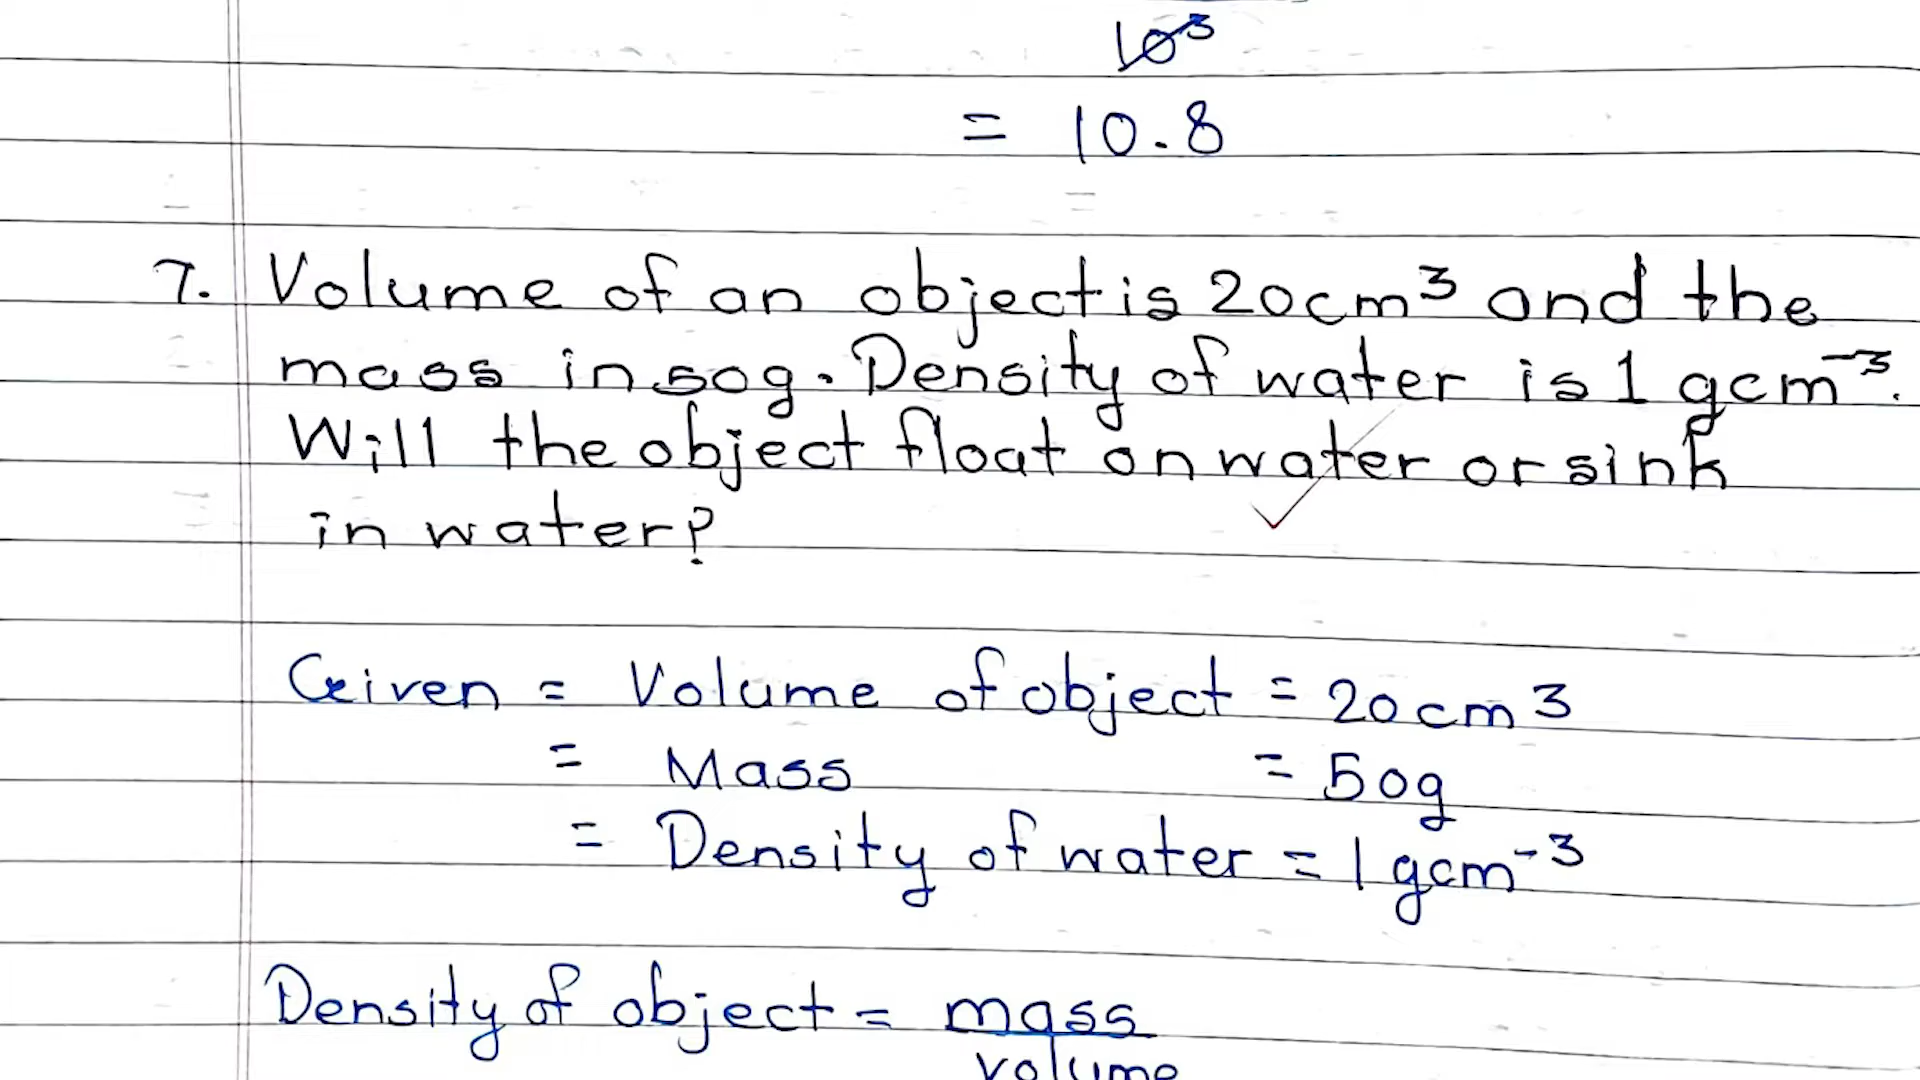 10³
= 10.8
7. Volume of an object is 20cm³ and the
mass in 50g. Density of water is 1 gcm⁻³.
Will the object float on water or sink
in water?
Given = Volume of object = 20cm3
= Mass = 50g
= Density of water = 1 gcm⁻³
Density of object = mass
volume